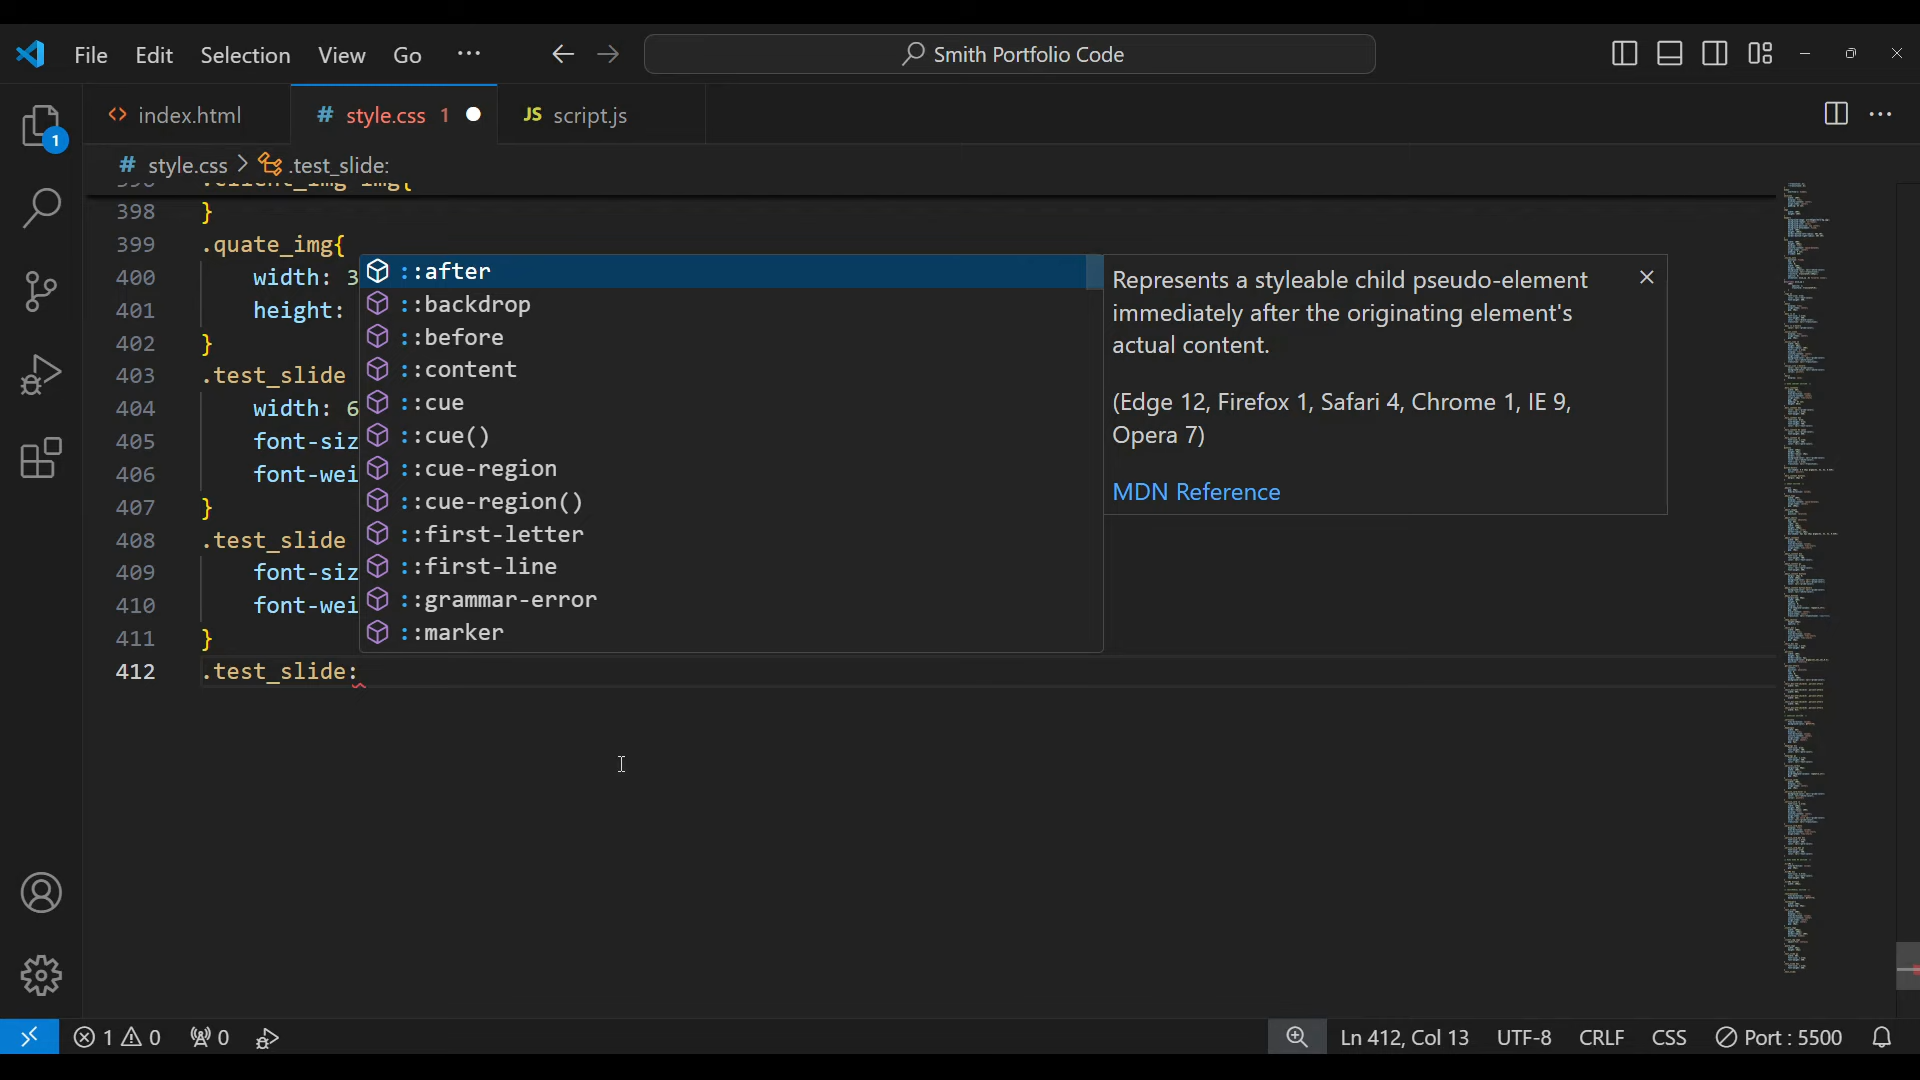 File Edit Selection View Go ··· Smith Portfolio Code
index.html # style.css 1 JS script.js
# style.css > .test_slide:
1
398 }
399 .quate_img{
400 width: 3
401 height:
402 }
403 .test_slide
404 width: 6
405 font-siz
406 font-wei
407 }
408 .test_slide
409 font-siz
410 font-wei
411 }
412 .test_slide:
::after
::backdrop
::before
::content
::cue
::cue()
::cue-region
::cue-region()
::first-letter
::first-line
::grammar-error
::marker
Represents a styleable child pseudo-element
immediately after the originating element's
actual content.
(Edge 12, Firefox 1, Safari 4, Chrome 1, IE 9,
Opera 7)
MDN Reference
1 0 0 Ln 412, Col 13 UTF-8 CRLF CSS Port : 5500